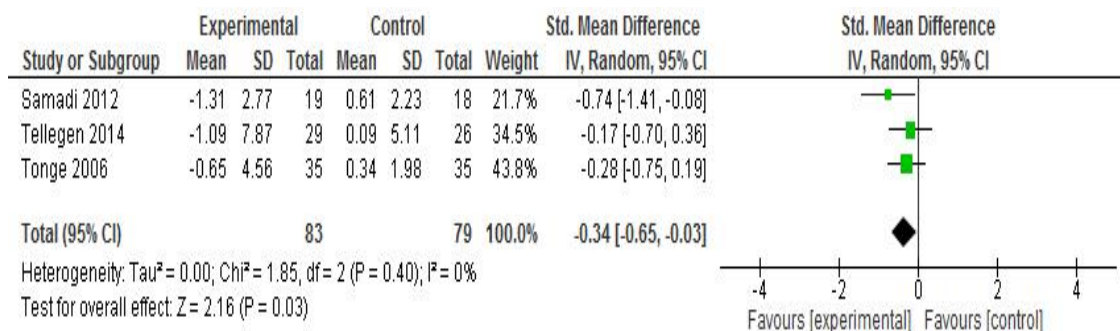 Experimental Control Std. Mean Difference Std. Mean Difference
Study or Subgroup Mean SD Total Mean SD Total Weight IV, Random, 95% CI IV, Random, 95% CI
Samadi 2012 -1.31 2.77 19 0.61 2.23 18 21.7% -0.74 [-1.41, -0.08]
Tellegen 2014 -1.09 7.87 29 0.09 5.11 26 34.5% -0.17 [-0.70, 0.36]
Tonge 2006 -0.65 4.56 35 0.34 1.98 35 43.8% -0.28 [-0.75, 0.19]
Total (95% CI) 83 79 100.0% -0.34 [-0.65, -0.03]
Heterogeneity: Tau² = 0.00; Chi² = 1.85, df = 2 (P = 0.40); I² = 0%
Test for overall effect: Z = 2.16 (P = 0.03)
-4 -2 0 2 4
Favours [experimental] Favours [control]